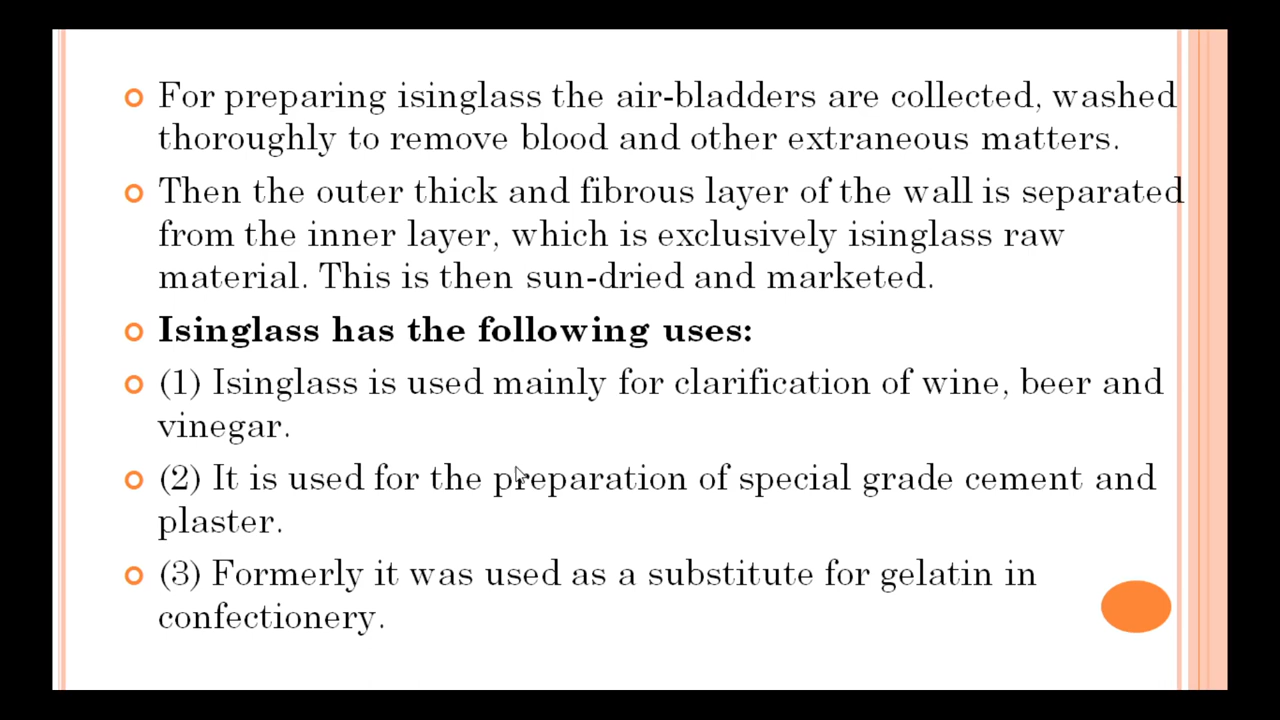 For preparing isinglass the air-bladders are collected, washed
thoroughly to remove blood and other extraneous matters.
Then the outer thick and fibrous layer of the wall is separated
from the inner layer, which is exclusively isinglass raw
material. This is then sun-dried and marketed.
Isinglass has the following uses:
(1) Isinglass is used mainly for clarification of wine, beer and
vinegar.
(2) It is used for the preparation of special grade cement and
plaster.
(3) Formerly it was used as a substitute for gelatin in
confectionery.